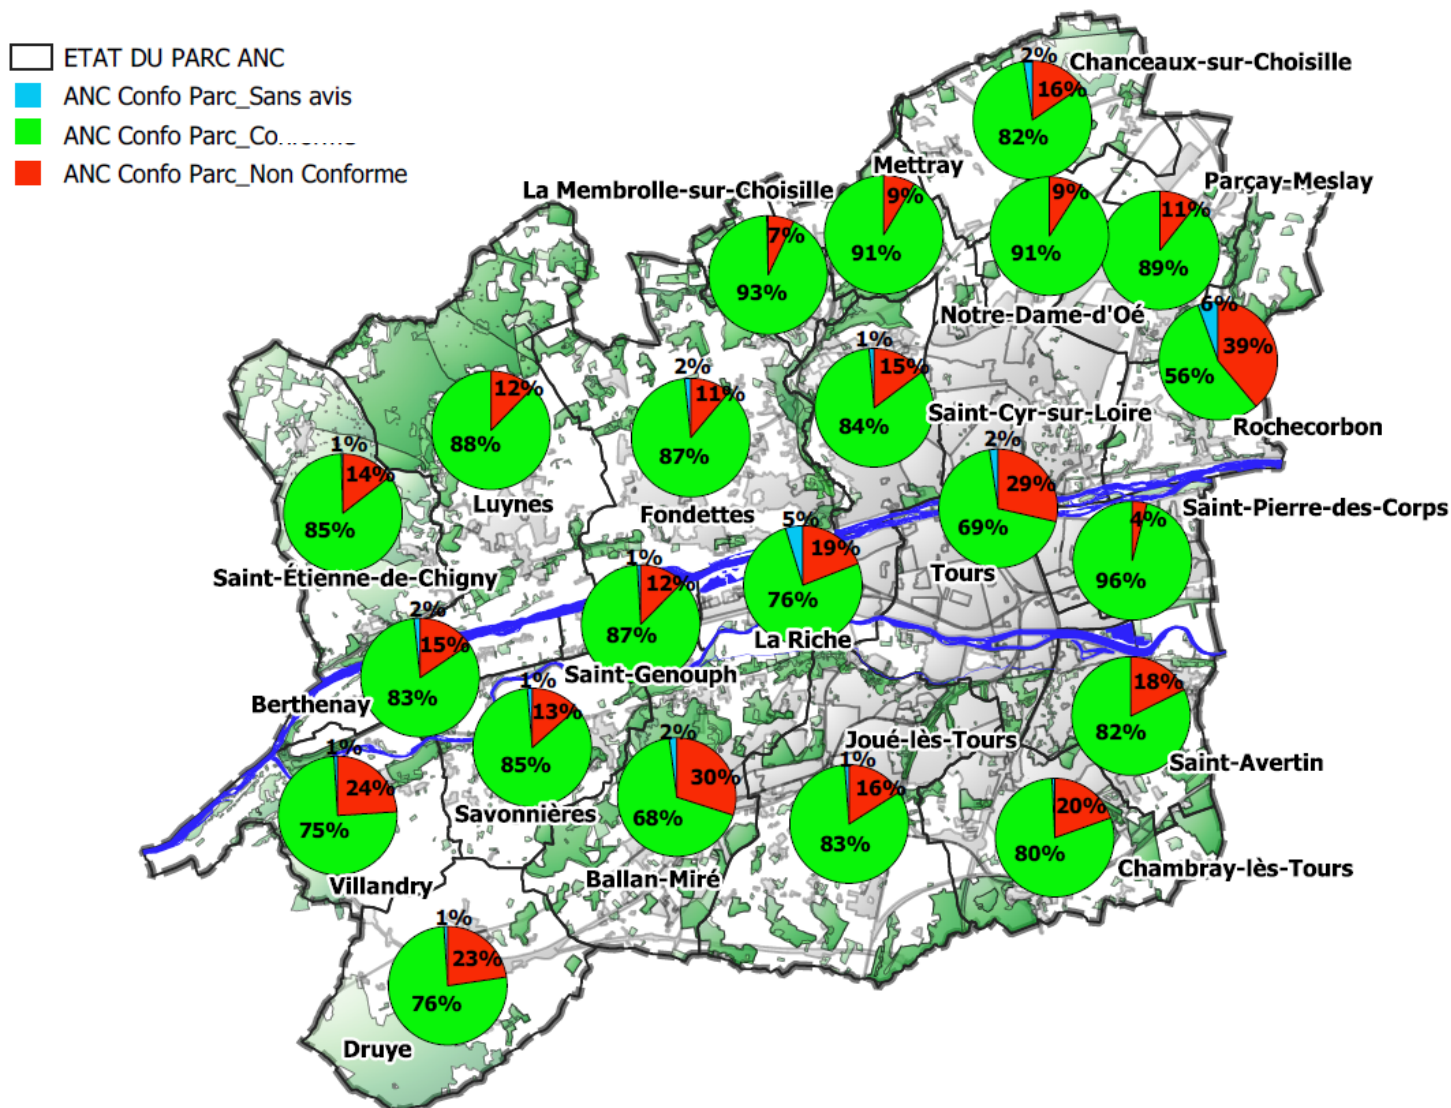 ETAT DU PARC ANC
ANC Confo Parc_Sans avis
ANC Confo Parc_Co
ANC Confo Parc_Non Conforme
2%
Chanceaux-sur-Choisille
16%
82%
Mettray
La Membrolle-sur-Choisille
9%
91%
9%
91%
Parçay-Meslay
11%
89%
7%
93%
Notre-Dame-d'Oé
6%
39%
56%
Rochecorbon
1%
15%
84%
Saint-Cyr-sur-Loire
2%
11%
87%
Fondettes
12%
88%
Luynes
1%
14%
85%
Saint-Étienne-de-Chigny
2%
29%
69%
Tours
4%
96%
Saint-Pierre-des-Corps
5%
19%
76%
La Riche
1%
12%
87%
Saint-Genouph
2%
15%
83%
Berthenay
1%
13%
85%
Savonnières
18%
82%
Saint-Avertin
2%
30%
68%
Ballan-Miré
Joué-lès-Tours
1%
16%
83%
20%
80%
Chambray-lès-Tours
1%
24%
75%
Villandry
1%
23%
76%
Druye